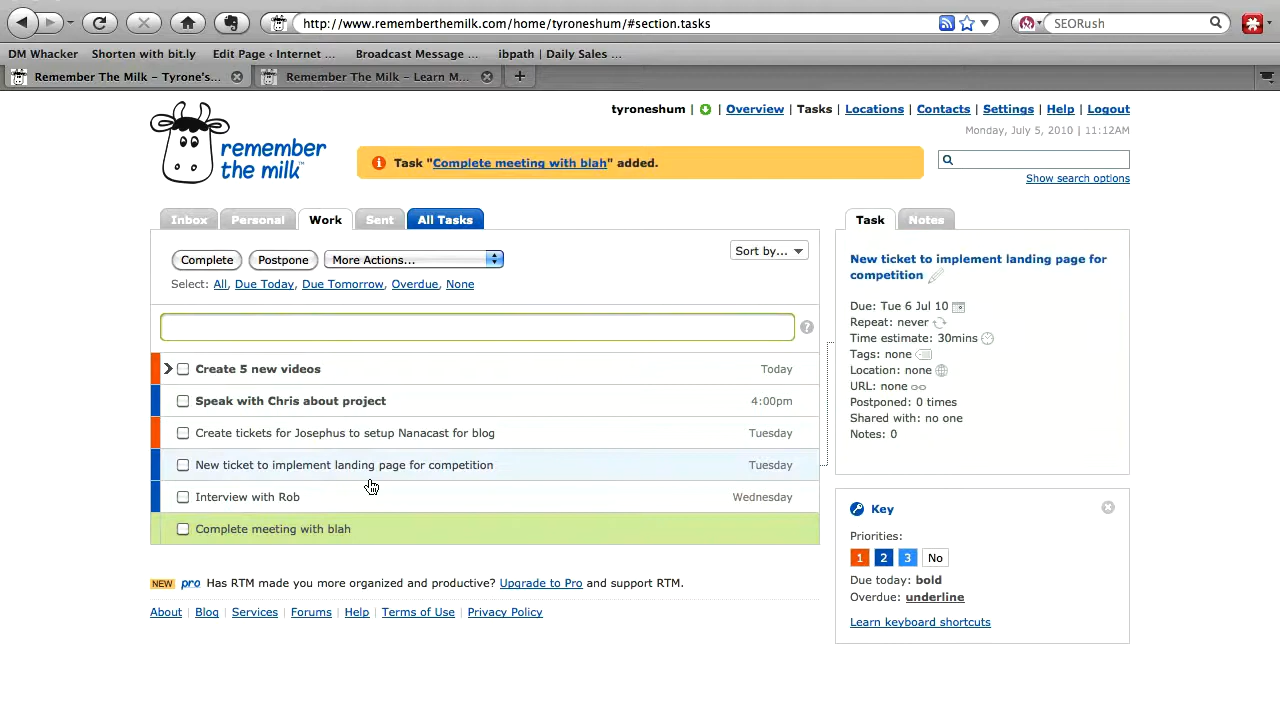 http://www.rememberthemilk.com/home/tyroneshum/#section.tasks
SEORush
DM Whacker Shorten with bit.ly Edit Page ‹ Internet ... Broadcast Message ... ibpath | Daily Sales ...
Remember The Milk – Tyrone's... Remember The Milk – Learn M...
tyroneshum | Overview | Tasks | Locations | Contacts | Settings | Help | Logout
Monday, July 5, 2010 | 11:12AM
remember the milk™
Task "Complete meeting with blah" added.
Show search options
Inbox Personal Work Sent All Tasks
Complete Postpone More Actions... Sort by...
Select: All, Due Today, Due Tomorrow, Overdue, None
?
Create 5 new videos Today
Speak with Chris about project 4:00pm
Create tickets for Josephus to setup Nanacast for blog Tuesday
New ticket to implement landing page for competition Tuesday
Interview with Rob Wednesday
Complete meeting with blah
NEW pro Has RTM made you more organized and productive? Upgrade to Pro and support RTM.
About | Blog | Services | Forums | Help | Terms of Use | Privacy Policy
Task Notes
New ticket to implement landing page for
competition
Due: Tue 6 Jul 10
Repeat: never
Time estimate: 30mins
Tags: none
Location: none
URL: none
Postponed: 0 times
Shared with: no one
Notes: 0
Key
Priorities:
1 2 3 No
Due today: bold
Overdue: underline
Learn keyboard shortcuts